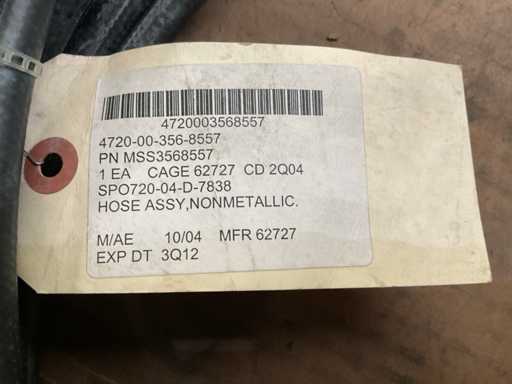 4720003568557
4720-00-356-8557
PN MSS3568557
1 EA CAGE 62727 CD 2Q04
SPO720-04-D-7838
HOSE ASSY,NONMETALLIC.
M/AE 10/04 MFR 62727
EXP DT 3Q12